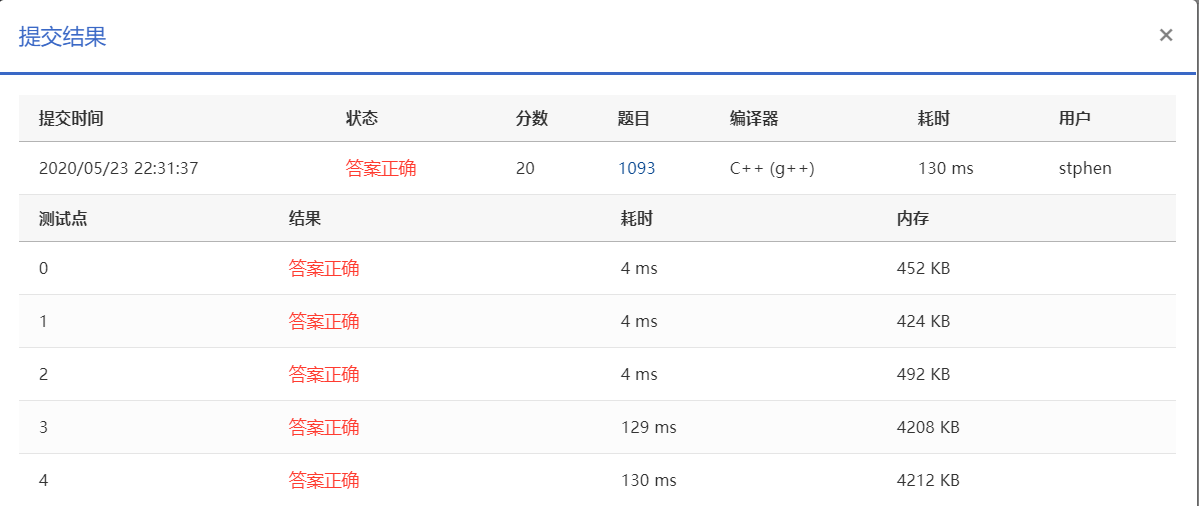 提交结果 ×
提交时间 状态 分数 题目 编译器 耗时 用户
2020/05/23 22:31:37 答案正确 20 1093 C++ (g++) 130 ms stphen
测试点 结果 耗时 内存
0 答案正确 4 ms 452 KB
1 答案正确 4 ms 424 KB
2 答案正确 4 ms 492 KB
3 答案正确 129 ms 4208 KB
4 答案正确 130 ms 4212 KB